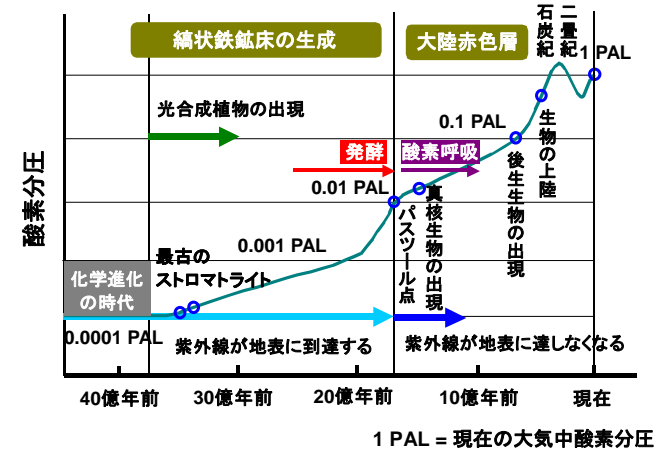 石炭紀
二畳紀
縞状鉄鉱床の生成
大陸赤色層
1 PAL
光合成植物の出現
0.1 PAL
生物の上陸
発酵
酸素呼吸
0.01 PAL
後生生物の出現
真核生物の出現
パスツール点
酸素分圧
0.001 PAL
最古の
ストロマトライト
化学進化
の時代
0.0001 PAL
紫外線が地表に到達する
紫外線が地表に達しなくなる
40億年前
30億年前
20億年前
10億年前
現在
1 PAL = 現在の大気中酸素分圧